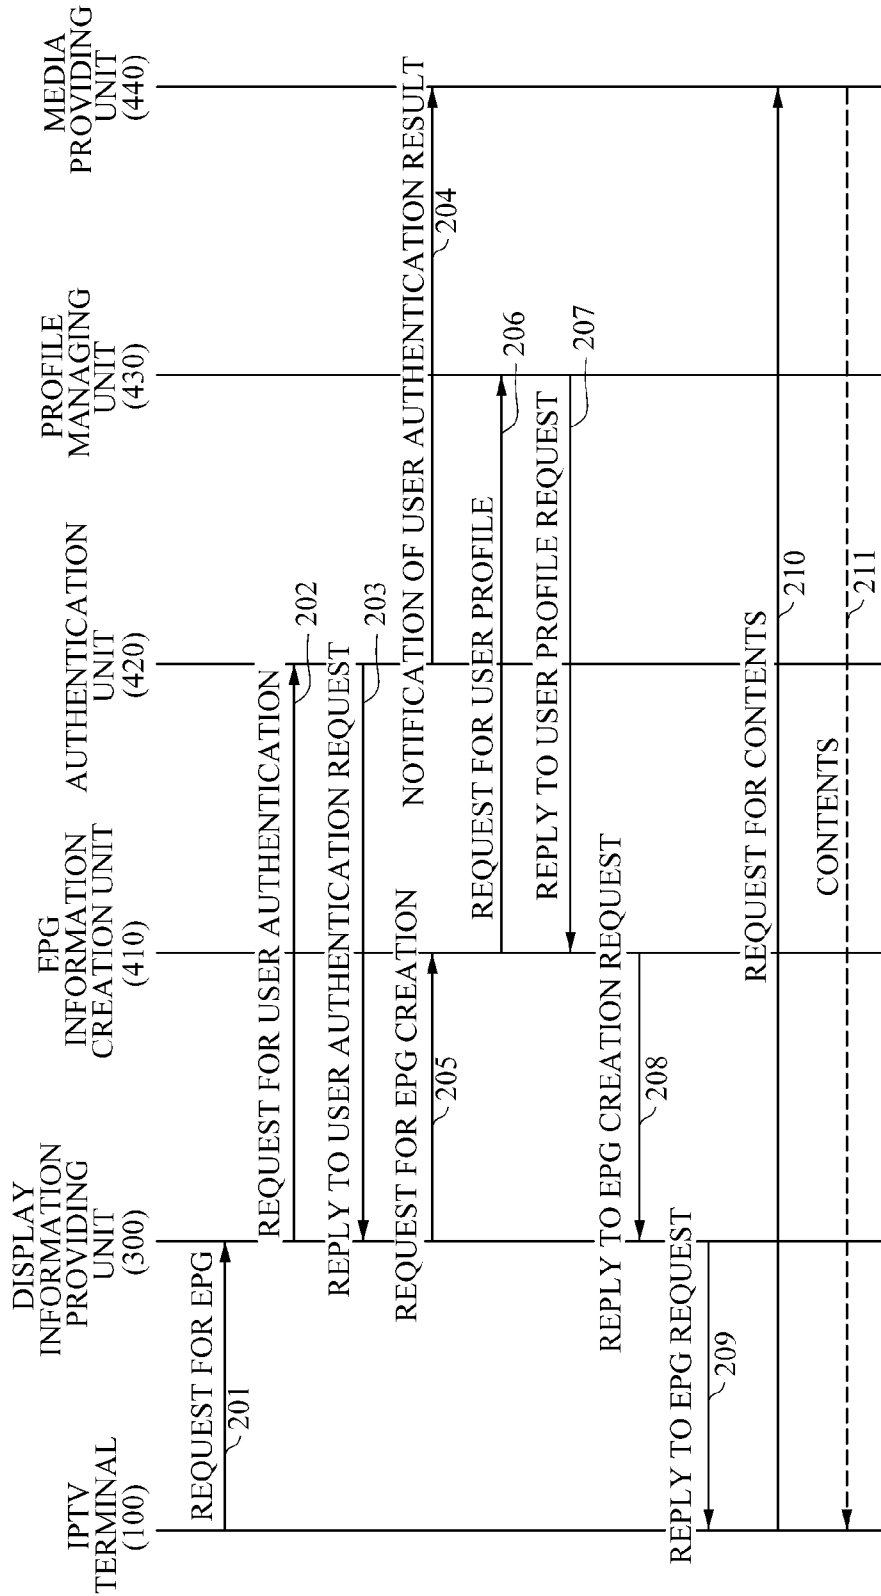 IPTV
TERMINAL
(100)
DISPLAY
INFORMATION
PROVIDING
UNIT
(300)
EPG
INFORMATION
CREATION UNIT
(410)
AUTHENTICATION
UNIT
(420)
PROFILE
MANAGING
UNIT
(430)
MEDIA
PROVIDING
UNIT
(440)
REQUEST FOR EPG
201
REQUEST FOR USER AUTHENTICATION
202
REPLY TO USER AUTHENTICATION REQUEST
203
NOTIFICATION OF USER AUTHENTICATION RESULT
204
REQUEST FOR EPG CREATION
205
REQUEST FOR USER PROFILE
206
REPLY TO USER PROFILE REQUEST
207
REPLY TO EPG CREATION REQUEST
208
REPLY TO EPG REQUEST
209
REQUEST FOR CONTENTS
210
CONTENTS
211